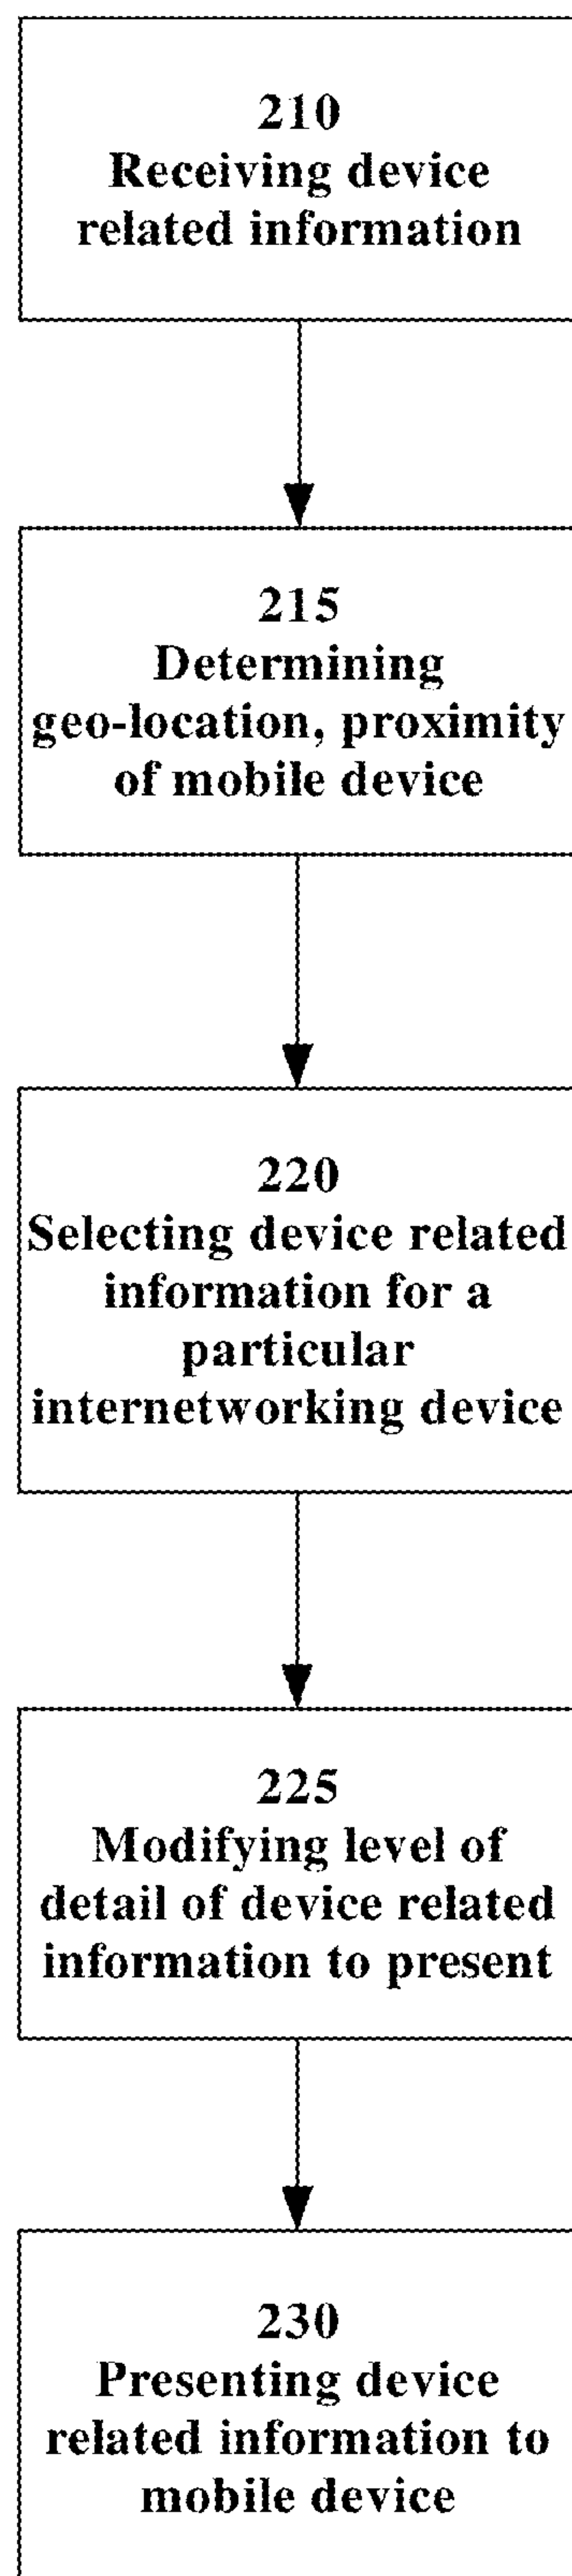 210
Receiving device
related information
215
Determining
geo-location, proximity
of mobile device
220
Selecting device related
information for a
particular
internetworking device
225
Modifying level of
detail of device related
information to present
230
Presenting device
related information to
mobile device